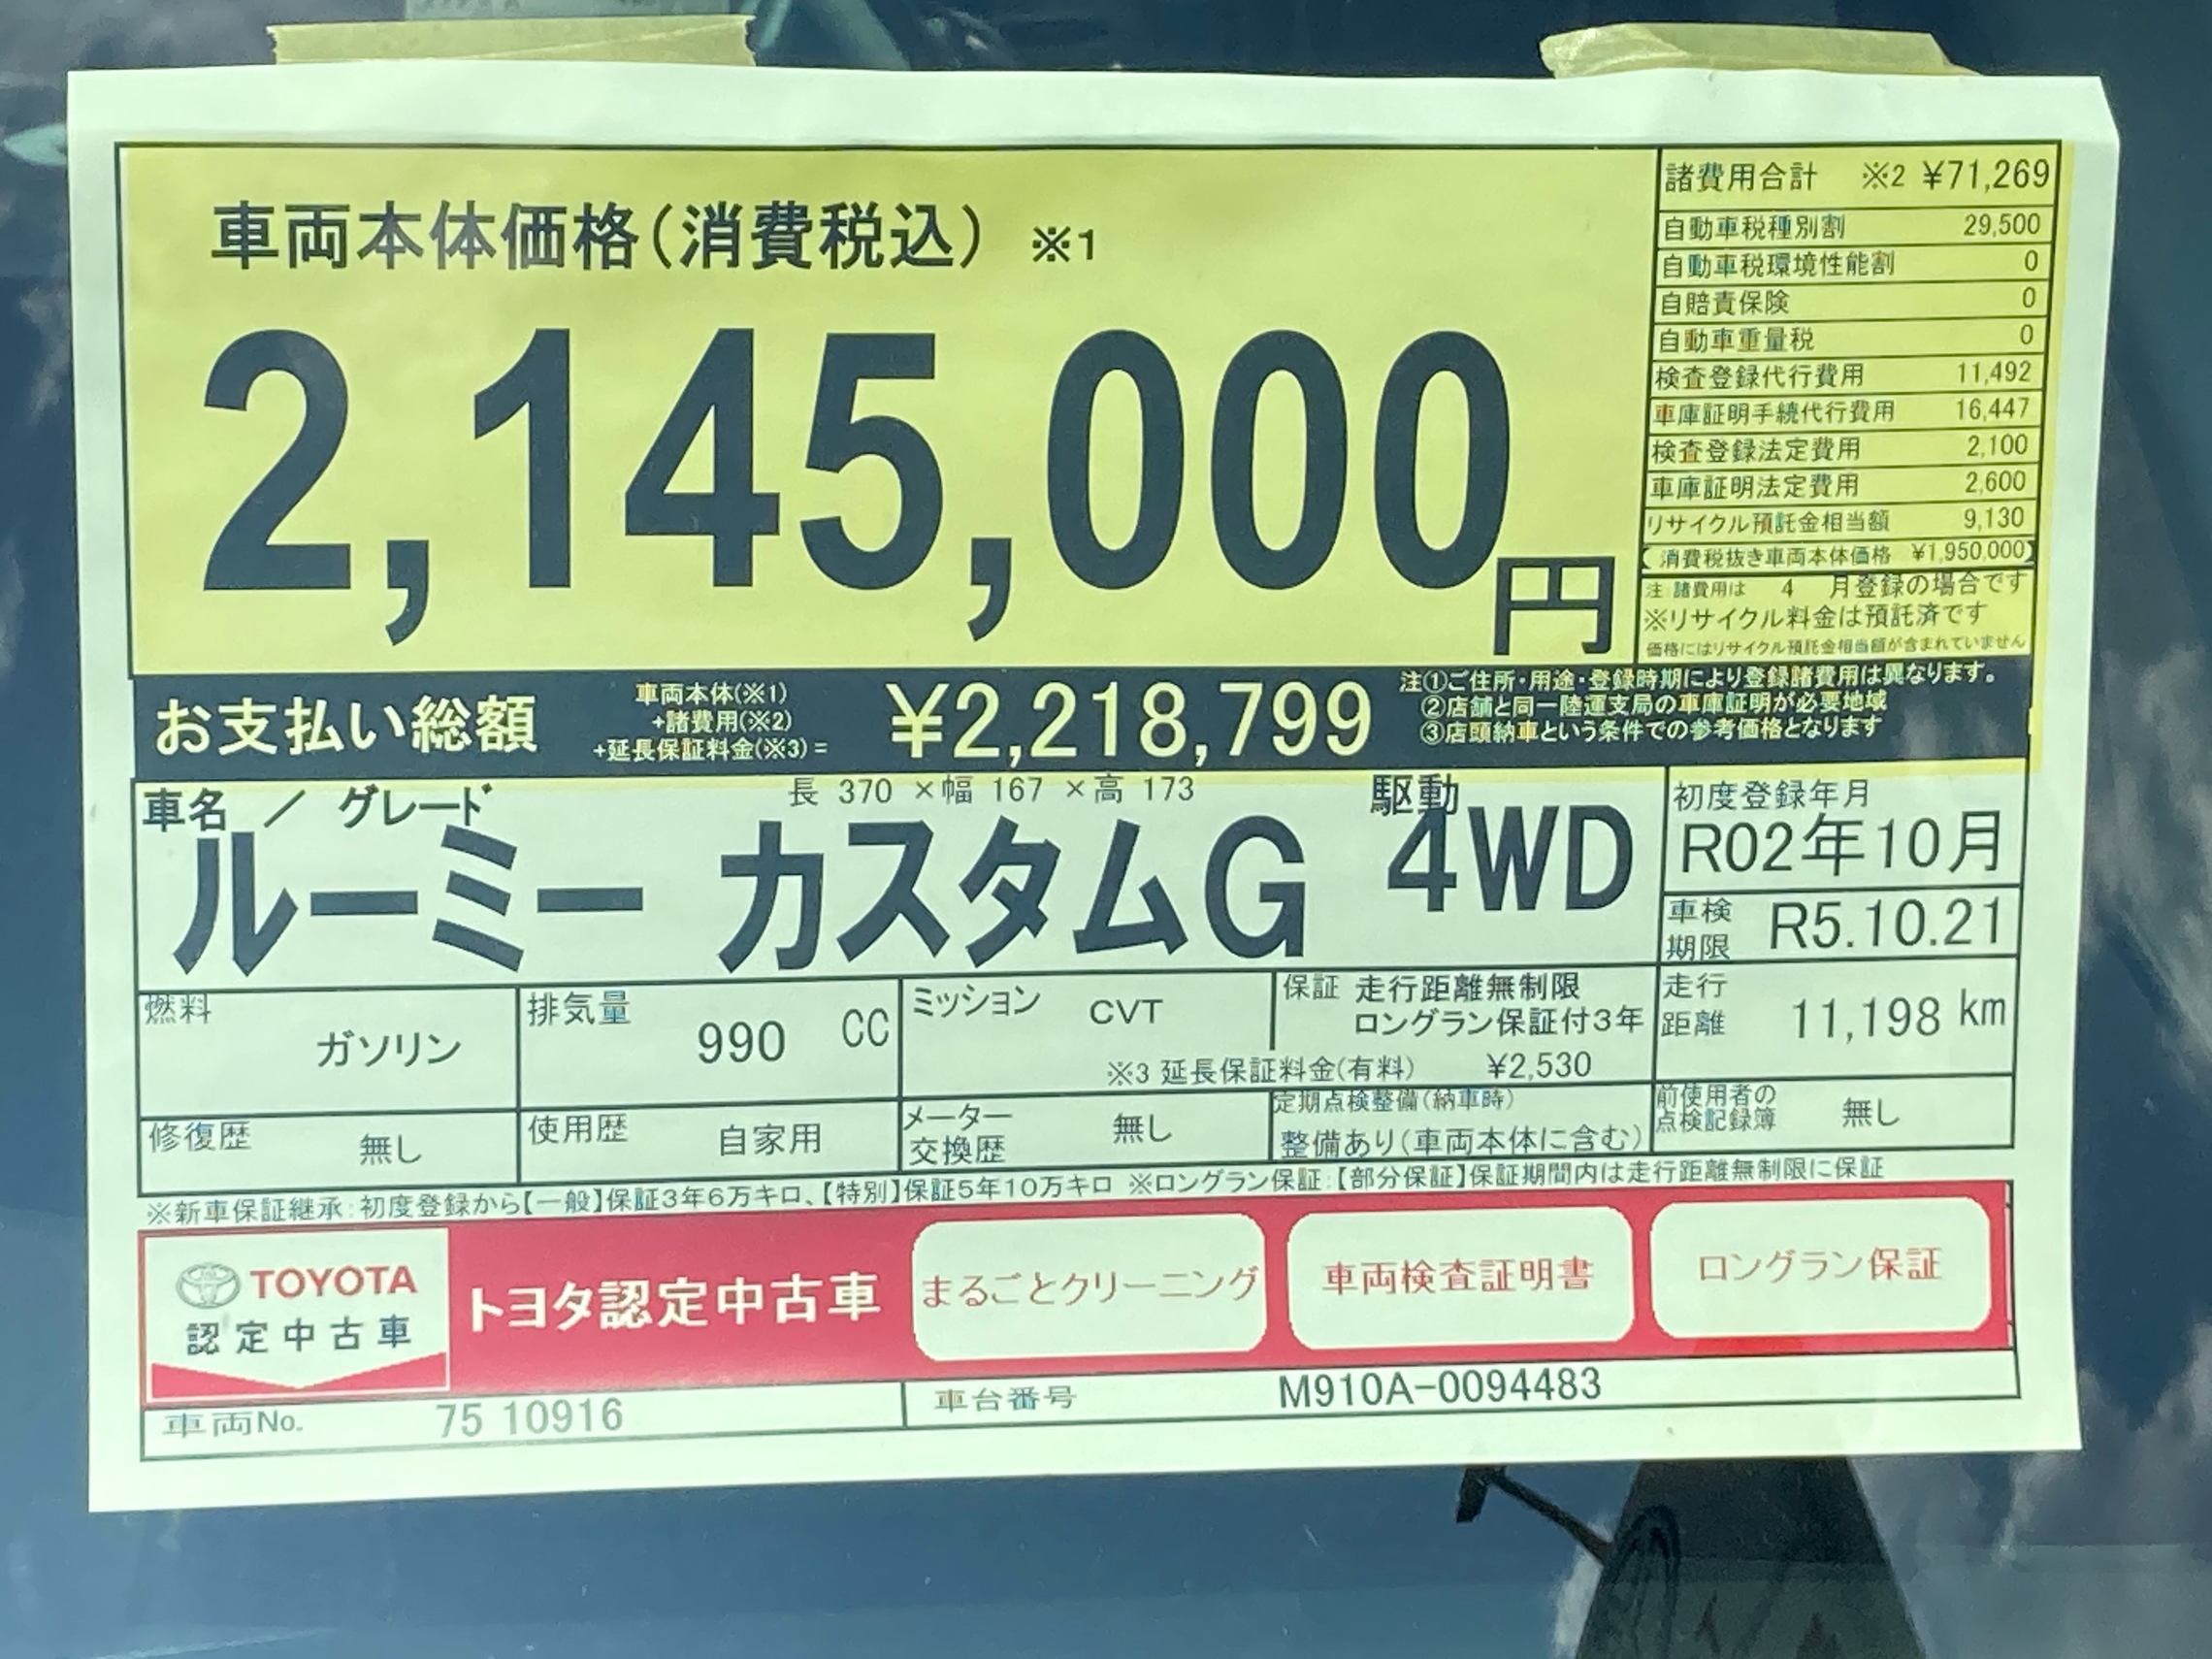 車両本体価格(消費税込) ※1
2,145,000円
諸費用合計 ※2 ¥71,269
自動車税種別割 29,500
自動車税環境性能割 0
自賠責保険 0
自動車重量税 0
検査登録代行費用 11,492
車庫証明手続代行費用 16,447
検査登録法定費用 2,100
車庫証明法定費用 2,600
リサイクル預託金相当額 9,130
【 消費税抜き車両本体価格 ¥1,950,000】
注 諸費用は 4 月登録の場合です
※リサイクル料金は預託済です
価格にはリサイクル預託金相当額が含まれていません
お支払い総額
車両本体(※1)
+諸費用(※2)
+延長保証料金(※3)=
¥2,218,799
注①ご住所・用途・登録時期により登録諸費用は異なります。
②店舗と同一陸運支局の車庫証明が必要地域
③店頭納車という条件での参考価格となります
車名 / グレード 長 370 ×幅 167 ×高 173 駆動
ルーミー カスタムG 4WD
初度登録年月
R02年10月
車検期限 R5.10.21
燃料 ガソリン
排気量 990 CC
ミッション CVT
保証 走行距離無制限
ロングラン保証付3年
※3 延長保証料金(有料) ¥2,530
走行距離 11,198 km
修復歴 無し
使用歴 自家用
メーター交換歴 無し
定期点検整備(納車時)
整備あり(車両本体に含む)
前使用者の点検記録簿 無し
※新車保証継承:初度登録から【一般】保証3年6万キロ、【特別】保証5年10万キロ ※ロングラン保証:【部分保証】保証期間内は走行距離無制限に保証
TOYOTA
認定中古車
トヨタ認定中古車
まるごとクリーニング
車両検査証明書
ロングラン保証
車両No. 75 10916
車台番号 M910A-0094483